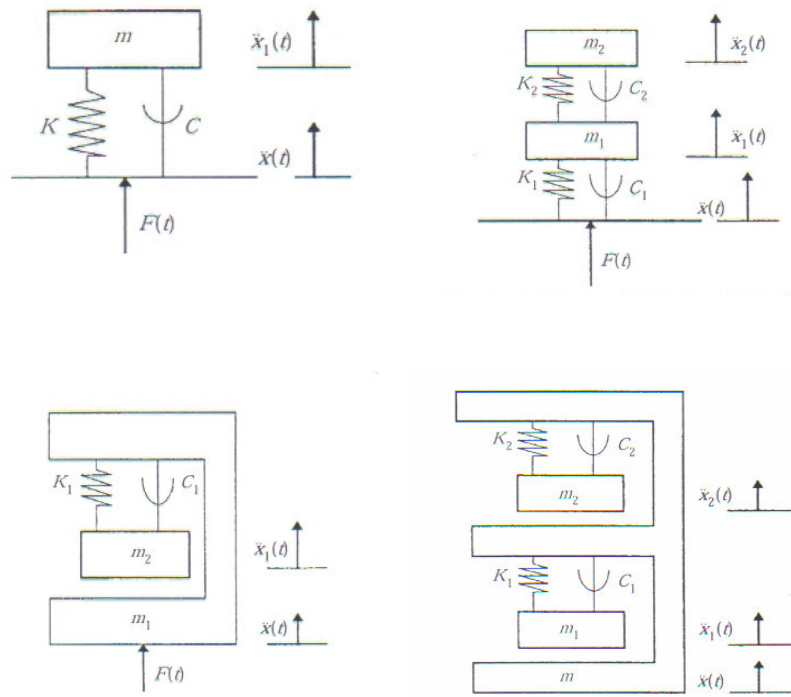 m
ẍ₁(t)
K
C
ẍ(t)
F(t)
m₂
ẍ₂(t)
K₂
C₂
m₁
ẍ₁(t)
K₁
C₁
ẍ(t)
F(t)
K₁
C₁
m₂
ẍ₁(t)
m₁
ẍ(t)
F(t)
K₂
C₂
m₂
ẍ₂(t)
K₁
C₁
m₁
ẍ₁(t)
m
ẍ(t)